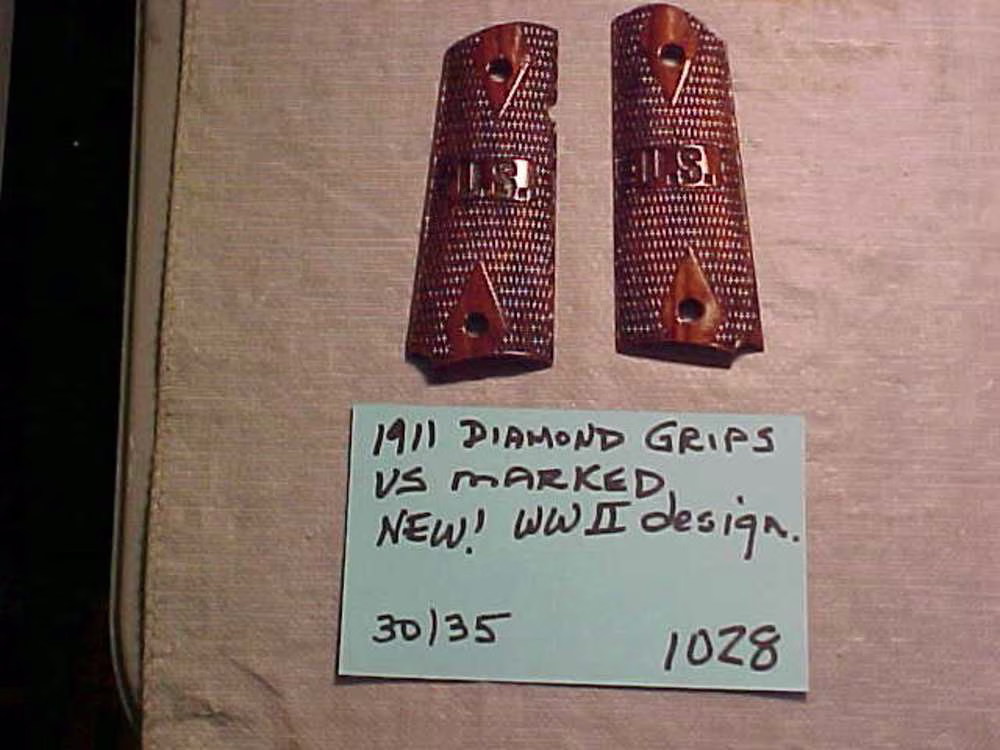 U.S.
U.S.
1911 DIAMOND GRIPS
US MARKED
NEW! WWII design.
30/35
1028